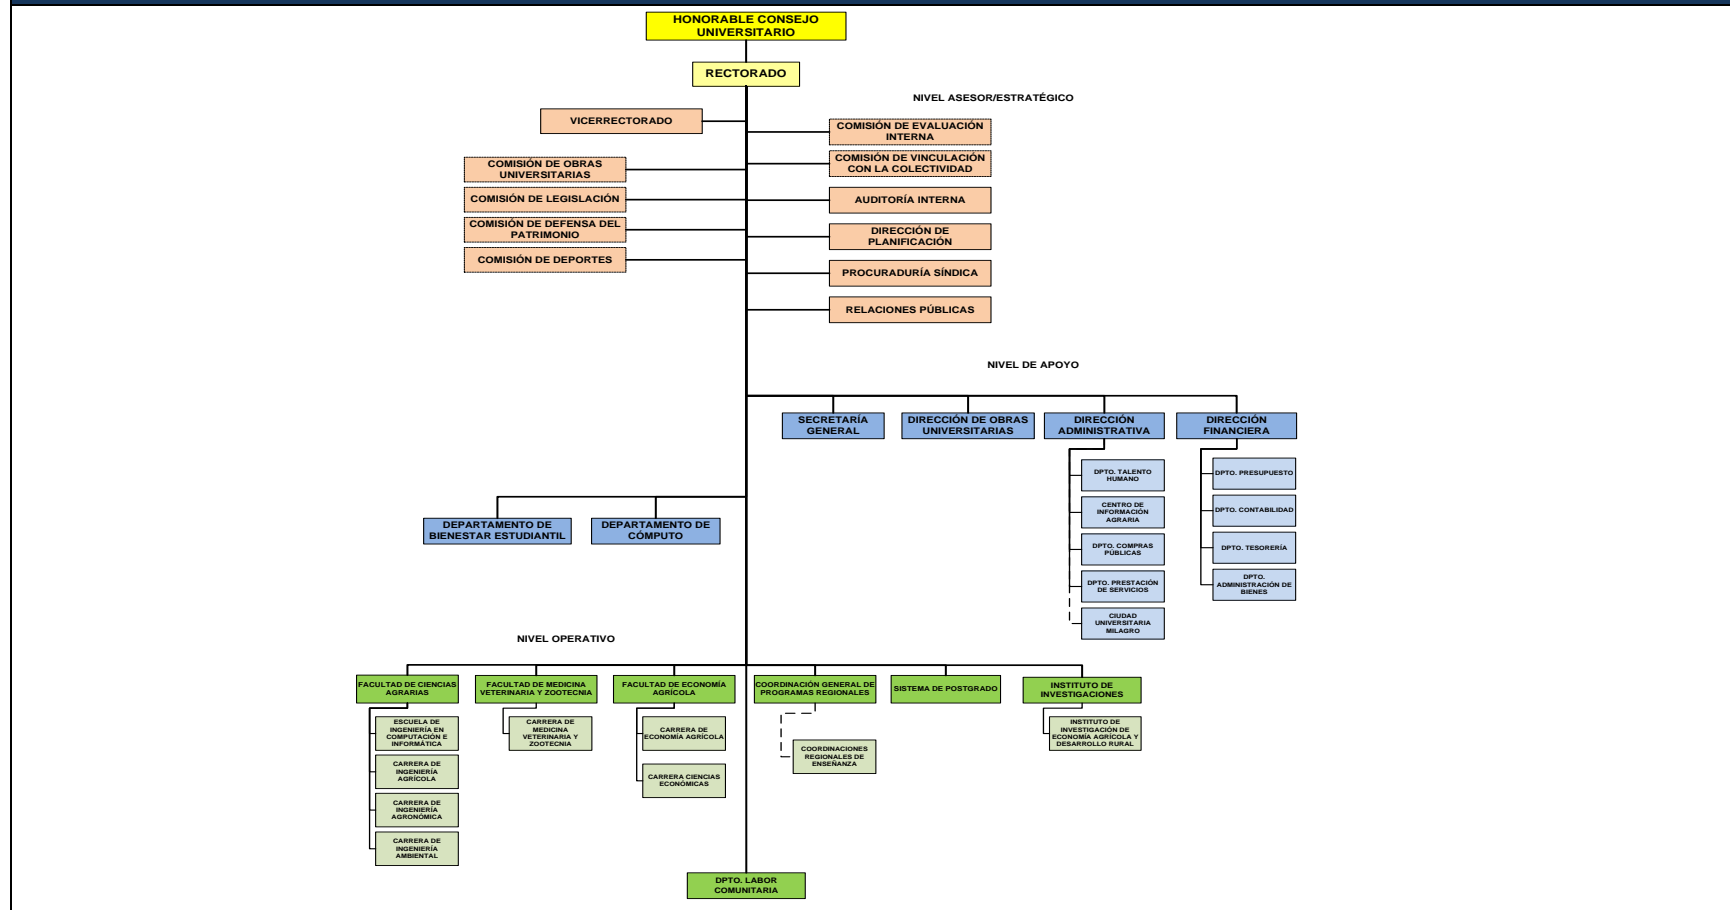 HONORABLE CONSEJO
UNIVERSITARIO
RECTORADO
NIVEL ASESOR/ESTRATÉGICO
VICERRECTORADO
COMISIÓN DE EVALUACIÓN
INTERNA
COMISIÓN DE OBRAS
UNIVERSITARIAS
COMISIÓN DE VINCULACIÓN
CON LA COLECTIVIDAD
COMISIÓN DE LEGISLACIÓN
AUDITORÍA INTERNA
COMISIÓN DE DEFENSA DEL
PATRIMONIO
DIRECCIÓN DE
PLANIFICACIÓN
COMISIÓN DE DEPORTES
PROCURADURÍA SÍNDICA
RELACIONES PÚBLICAS
NIVEL DE APOYO
SECRETARÍA
GENERAL
DIRECCIÓN DE OBRAS
UNIVERSITARIAS
DIRECCIÓN
ADMINISTRATIVA
DIRECCIÓN
FINANCIERA
DPTO. TALENTO
HUMANO
CENTRO DE
INFORMACIÓN
AGRARIA
DPTO. COMPRAS
PÚBLICAS
DPTO. PRESTACIÓN
DE SERVICIOS
CIUDAD
UNIVERSITARIA
MILAGRO
DPTO. PRESUPUESTO
DPTO. CONTABILIDAD
DPTO. TESORERÍA
DPTO.
ADMINISTRACIÓN DE
BIENES
DEPARTAMENTO DE
BIENESTAR ESTUDIANTIL
DEPARTAMENTO DE
CÓMPUTO
NIVEL OPERATIVO
FACULTAD DE CIENCIAS
AGRARIAS
FACULTAD DE MEDICINA
VETERINARIA Y ZOOTECNIA
FACULTAD DE ECONOMÍA
AGRÍCOLA
COORDINACIÓN GENERAL DE
PROGRAMAS REGIONALES
SISTEMA DE POSTGRADO
INSTITUTO DE
INVESTIGACIONES
ESCUELA DE
INGENIERÍA EN
COMPUTACIÓN E
INFORMÁTICA
CARRERA DE
INGENIERÍA
AGRÍCOLA
CARRERA DE
INGENIERÍA
AGRONÓMICA
CARRERA DE
INGENIERÍA
AMBIENTAL
CARRERA DE
MEDICINA
VETERINARIA Y
ZOOTECNIA
CARRERA DE
ECONOMÍA AGRÍCOLA
CARRERA CIENCIAS
ECONÓMICAS
COORDINACIONES
REGIONALES DE
ENSEÑANZA
INSTITUTO DE
INVESTIGACIÓN DE
ECONOMÍA AGRÍCOLA Y
DESARROLLO RURAL
DPTO. LABOR
COMUNITARIA